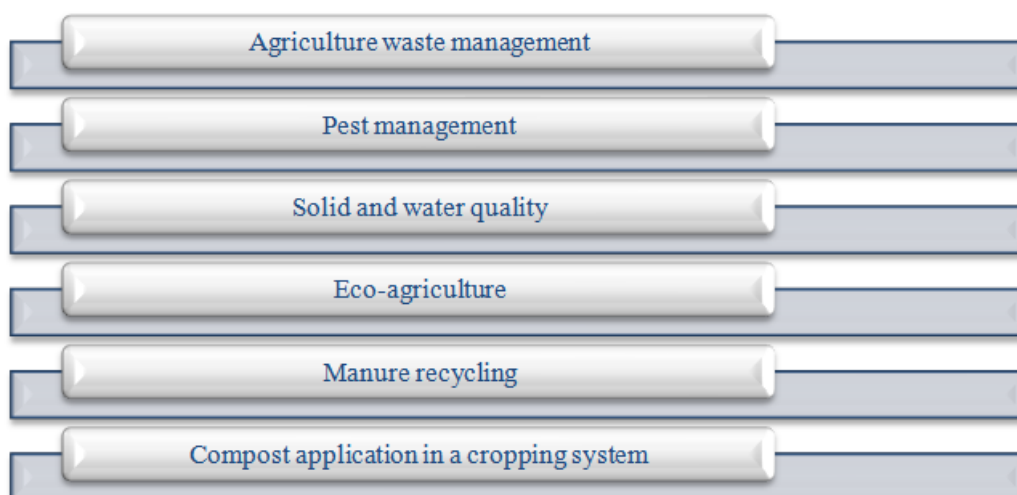 Agriculture waste management
Pest management
Solid and water quality
Eco-agriculture
Manure recycling
Compost application in a cropping system